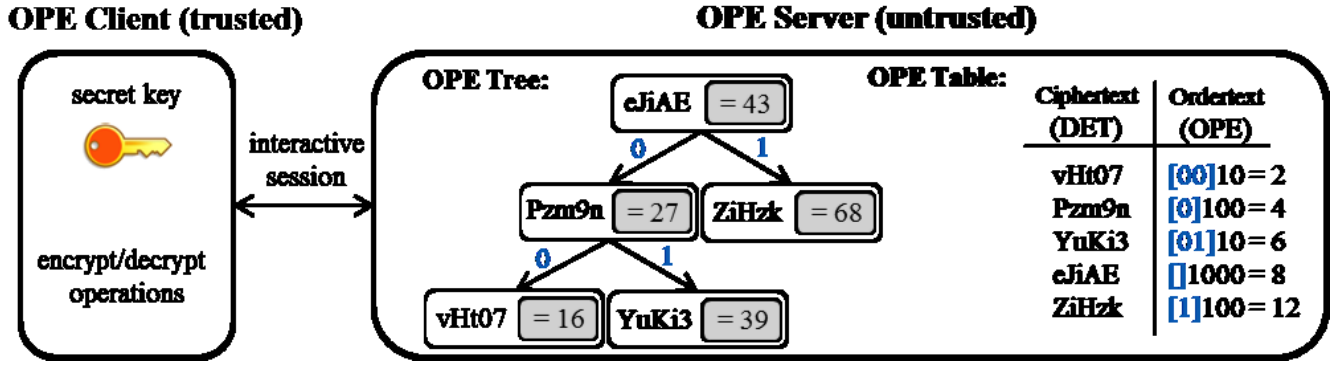 OPE Client (trusted)
OPE Server (untrusted)
secret key
encrypt/decrypt
operations
interactive
session
OPE Tree:
eJiAE = 43
0 1
Pzm9n = 27 ZiHzk = 68
0 1
vHt07 = 16 YuKi3 = 39
OPE Table:
Ciphertext Ordertext
(DET) (OPE)
vHt07 [00]10 = 2
Pzm9n [0]100 = 4
YuKi3 [01]10 = 6
eJiAE []1000 = 8
ZiHzk [1]100 = 12